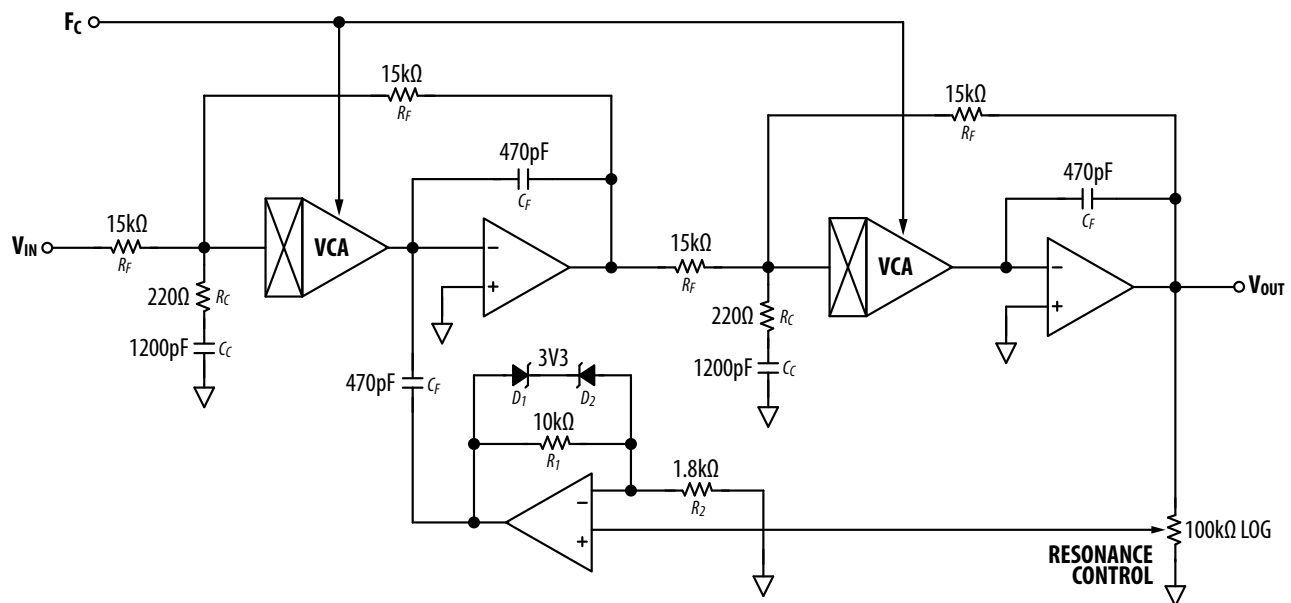 FC
15kΩ
RF
15kΩ
RF
470pF
CF
470pF
CF
VIN
15kΩ
RF
VCA
−
+
15kΩ
RF
VCA
−
+
VOUT
220Ω
RC
1200pF
CC
220Ω
RC
1200pF
CC
470pF
CF
3V3
D1
D2
10kΩ
R1
1.8kΩ
R2
−
+
100kΩ LOG
RESONANCE
CONTROL